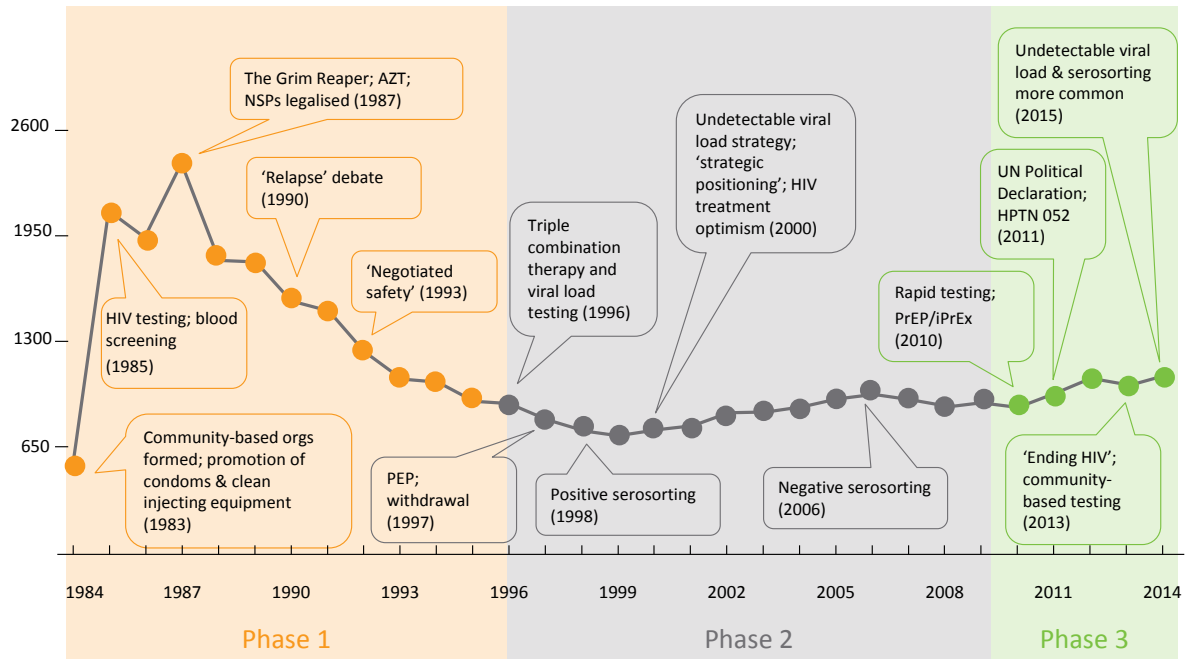 The Grim Reaper; AZT;
NSPs legalised (1987)
Undetectable viral
load & serosorting
more common
(2015)
2600
Undetectable viral
load strategy;
‘strategic
positioning’; HIV
treatment
optimism (2000)
‘Relapse’ debate
(1990)
UN Political
Declaration;
HPTN 052
(2011)
1950
Triple
combination
therapy and
viral load
testing (1996)
‘Negotiated
safety’ (1993)
Rapid testing;
PrEP/iPrEx
(2010)
HIV testing; blood
screening
(1985)
1300
650
Community-based orgs
formed; promotion of
condoms & clean
injecting equipment
(1983)
PEP;
withdrawal
(1997)
Positive serosorting
(1998)
Negative serosorting
(2006)
‘Ending HIV’;
community-
based testing
(2013)
1984 1987 1990 1993 1996 1999 2002 2005 2008 2011 2014
Phase 1 Phase 2 Phase 3